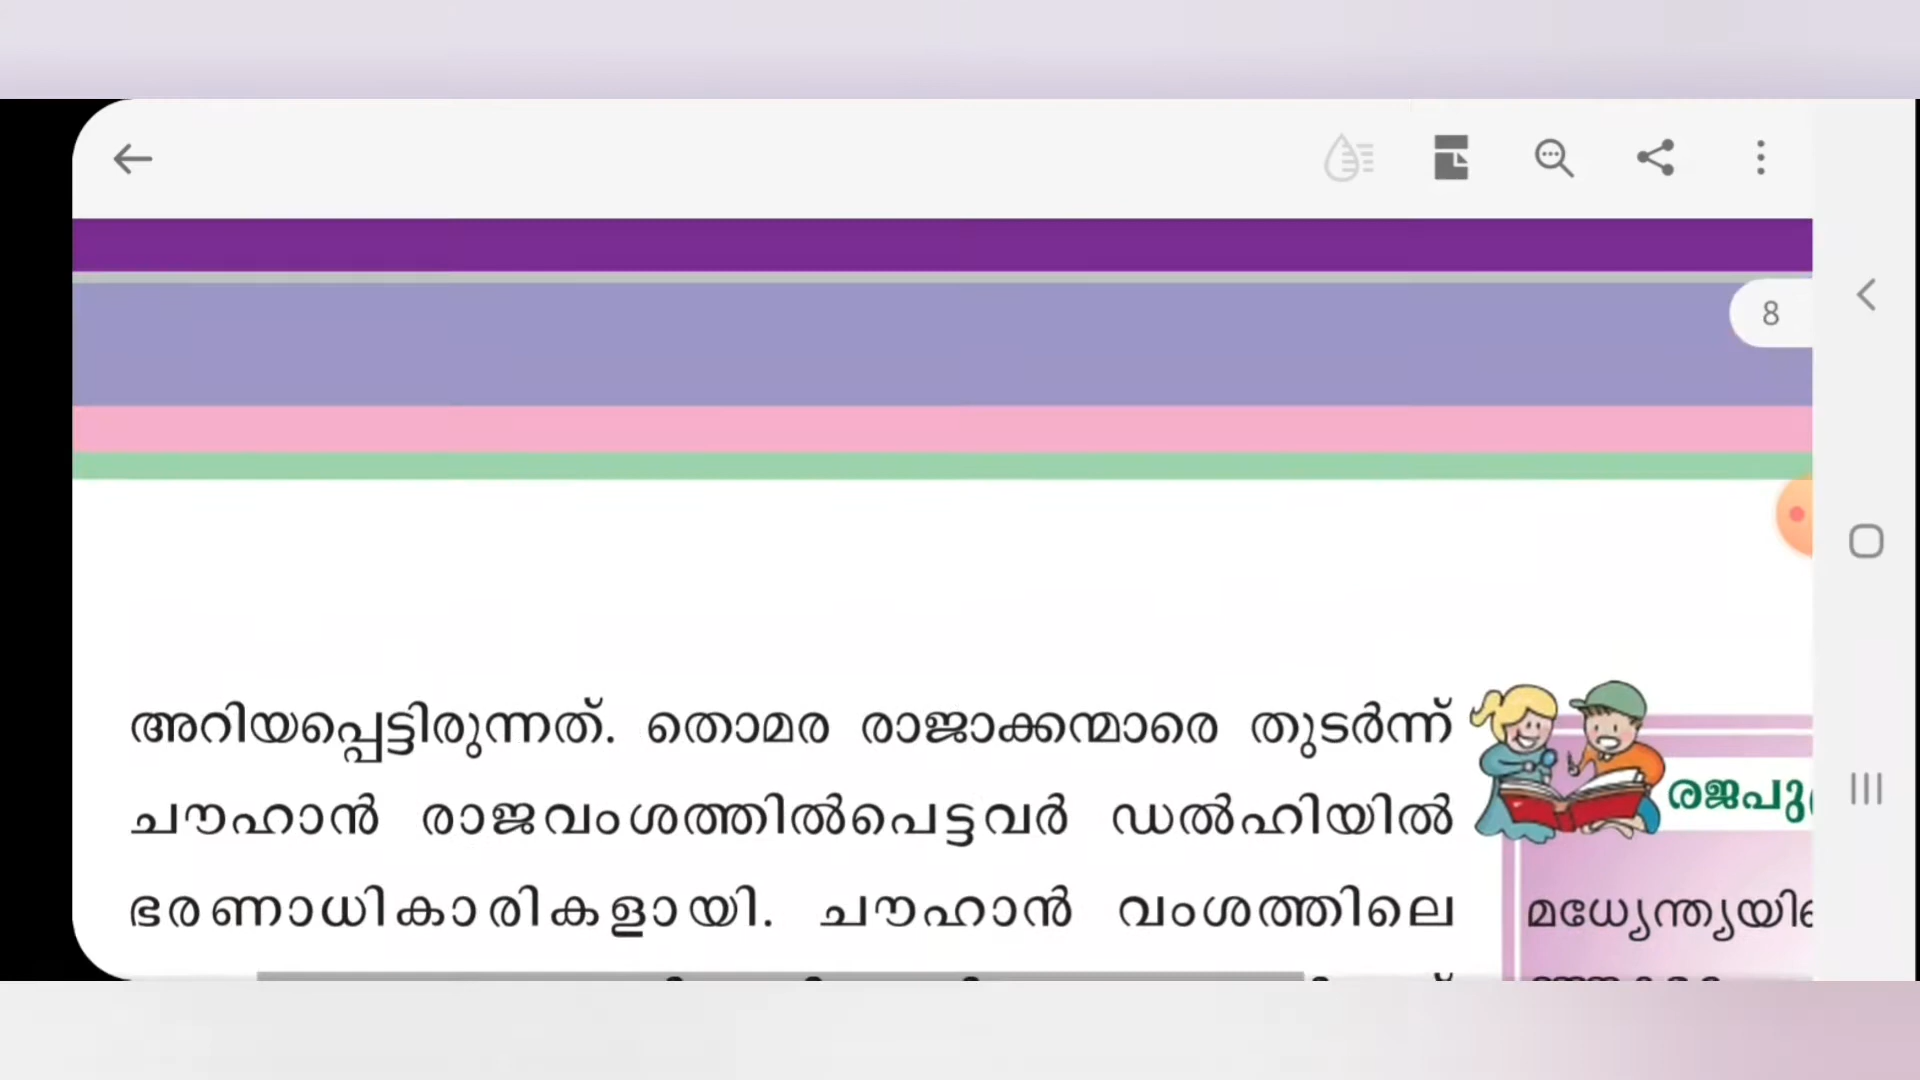 8
അറിയപ്പെട്ടിരുന്നത്. തൊമര രാജാക്കന്മാരെ തുടർന്ന്
ചൗഹാൻ രാജവംശത്തിൽപെട്ടവർ ഡൽഹിയിൽ
ഭരണാധികാരികളായി. ചൗഹാൻ വംശത്തിലെ